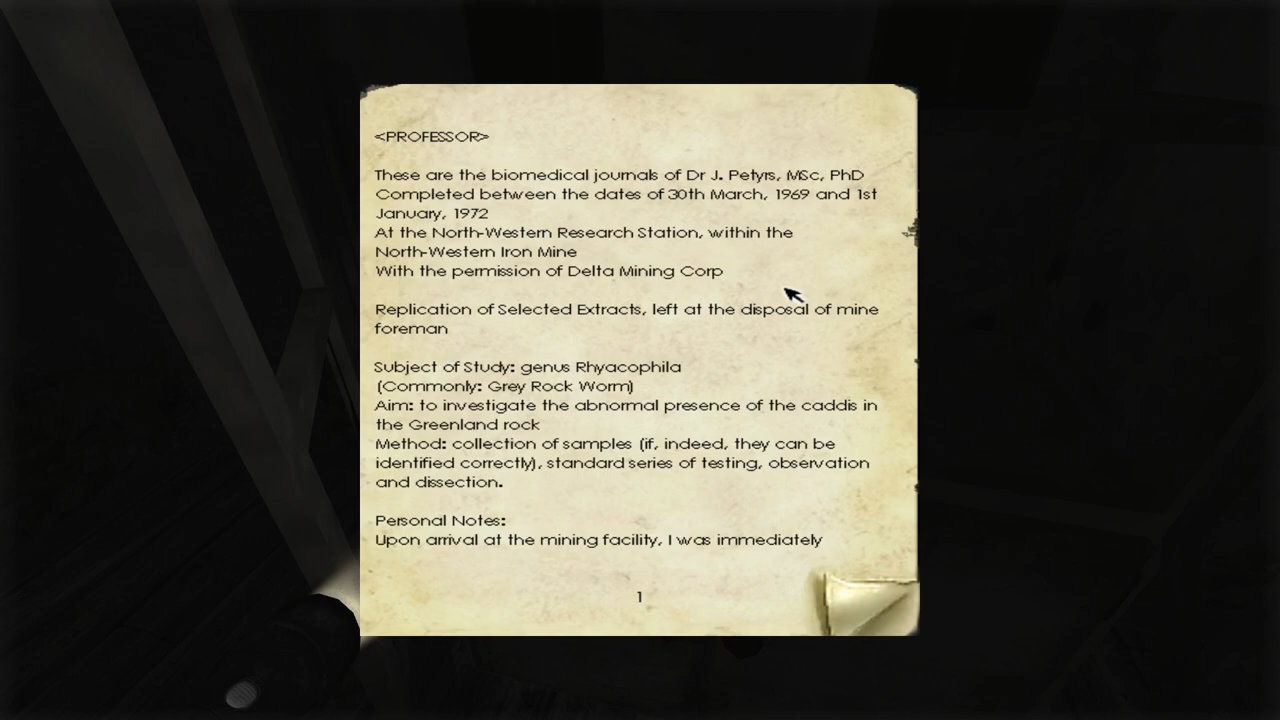 <PROFESSOR>
These are the biomedical journals of Dr J. Petyrs, MSc, PhD
Completed between the dates of 30th March, 1969 and 1st
January, 1972
At the North-Western Research Station, within the
North-Western Iron Mine
With the permission of Delta Mining Corp
Replication of Selected Extracts, left at the disposal of mine
foreman
Subject of Study: genus Rhyacophila
(Commonly: Grey Rock Worm)
Aim: to investigate the abnormal presence of the caddis in
the Greenland rock
Method: collection of samples (if, indeed, they can be
identified correctly), standard series of testing, observation
and dissection.
Personal Notes:
Upon arrival at the mining facility, I was immediately
1